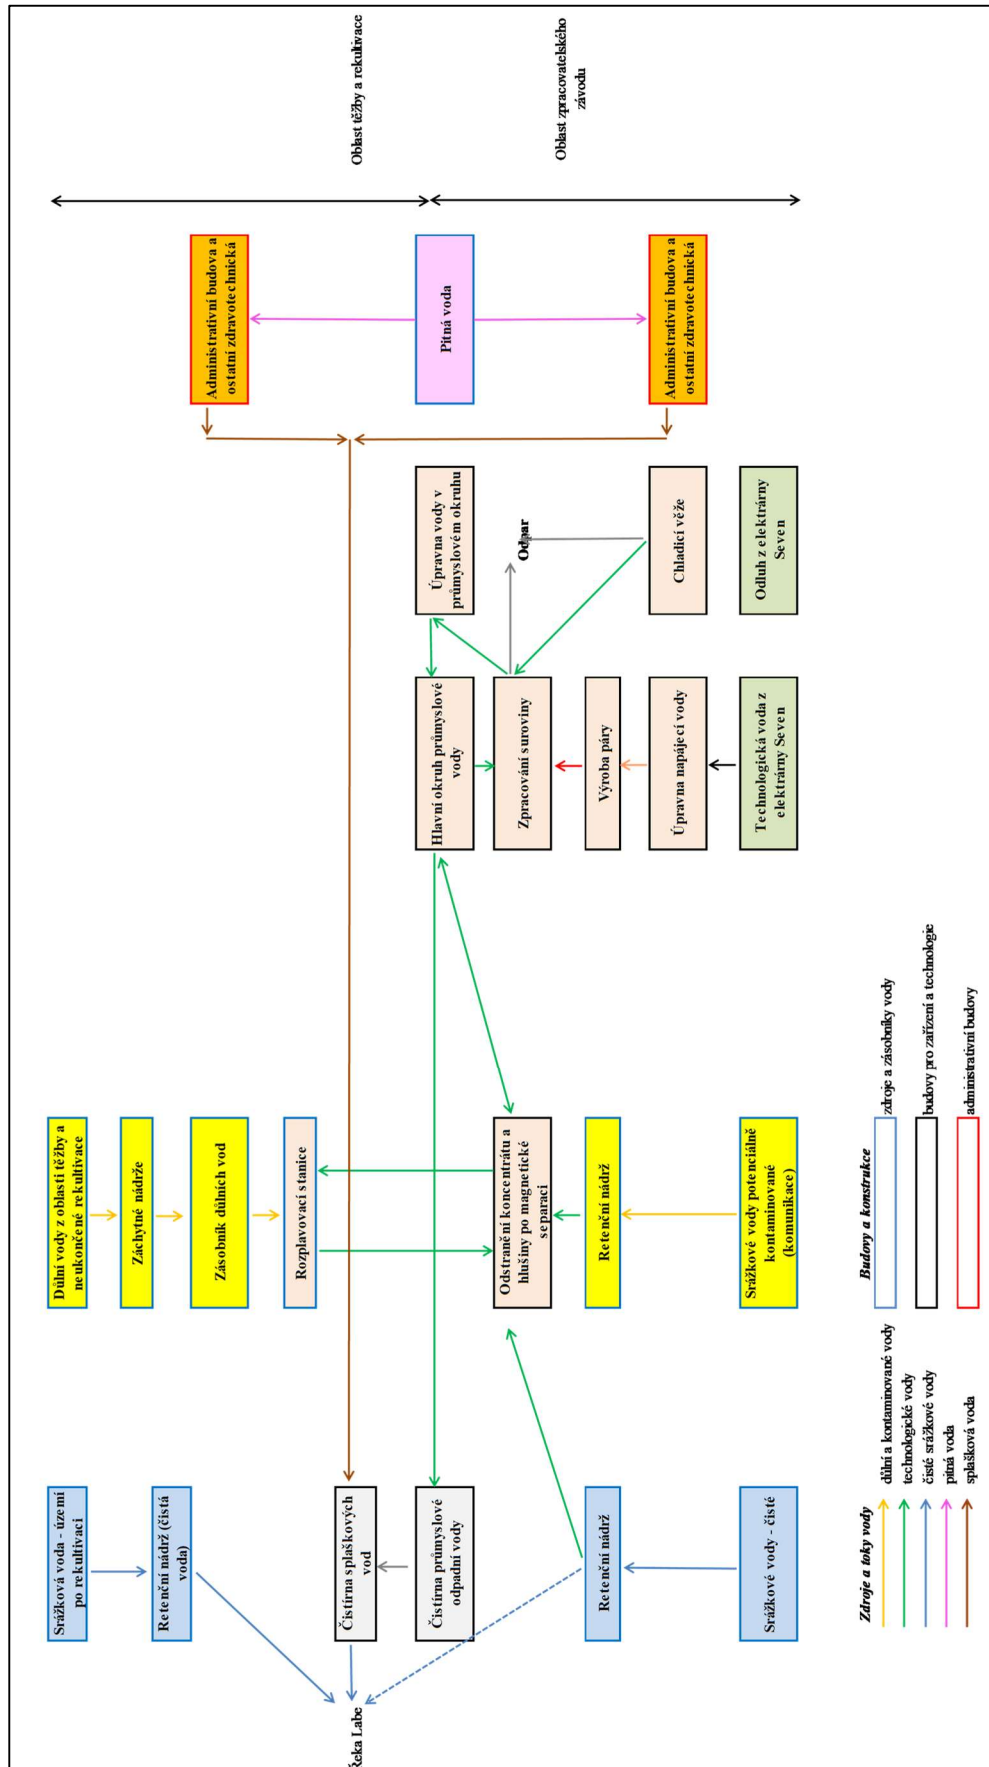 Srážková voda - území
po rekultivaci
Retenční nádrž (čistá
voda)
Řeka Labe
Čistírna splaškových
vod
Čistírna průmyslové
odpadní vody
Retenční nádrž
Srážkové vody - čisté
Důlní vody z oblasti těžby a
neukončené rekultivace
Záchytné nádrže
Zásobník důlních vod
Rozplavovací stanice
Odstranění koncentrátu a
hlušiny po magnetické
separaci
Retenční nádrž
Srážkové vody potenciálně
kontaminované
(komunikace)
Hlavní okruh průmyslové
vody
Zpracování suroviny
Výroba páry
Úpravna napájecí vody
Technologická voda z
elektrárny Seven
Úpravna vody v
průmyslovém okruhu
Odpar
Chladicí věže
Odluh z elektrárny
Seven
Administrativní budova a
ostatní zdravotechnická
Pitná voda
Administrativní budova a
ostatní zdravotechnická
Oblast těžby a rekultivace
Oblast zpracovatelského
závodu
Zdroje a toky vody
důlní a kontaminované vody
technologické vody
čisté srážkové vody
pitná voda
splašková voda
Budovy a konstrukce
zdroje a zásobníky vody
budovy pro zařízení a technologie
administrativní budovy